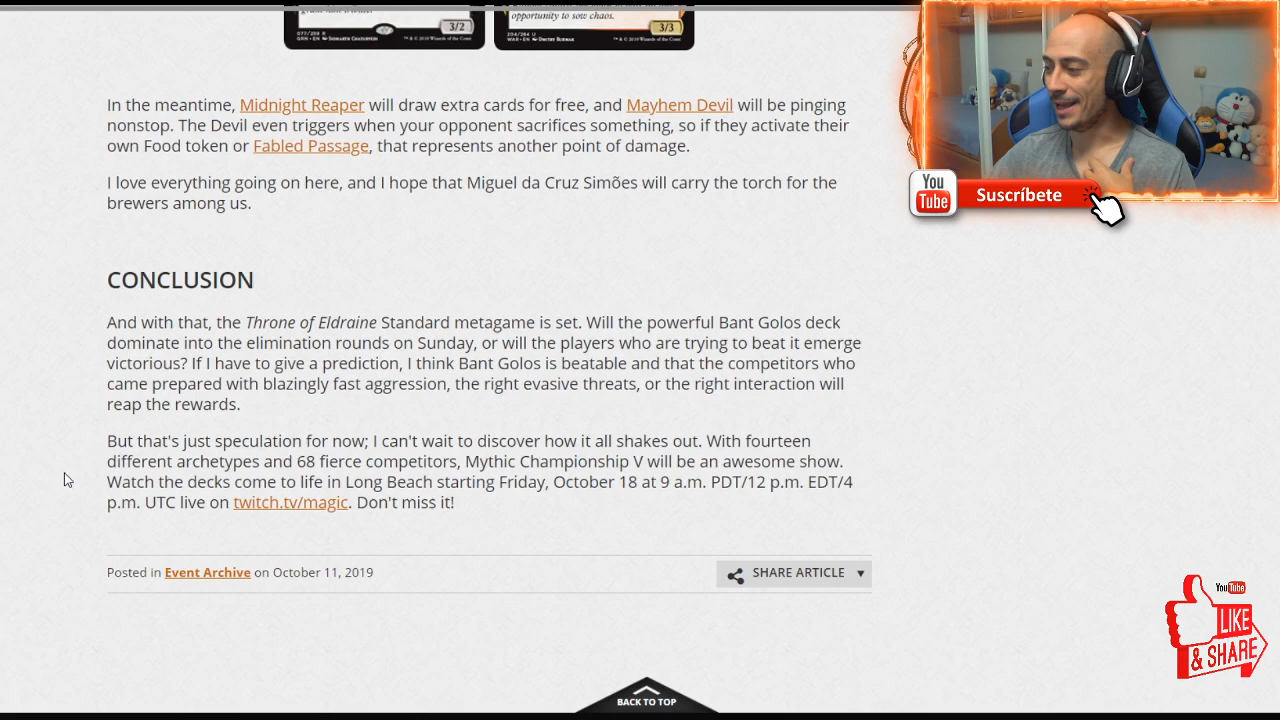 opportunity to sow chaos.
3/2
3/3
In the meantime, Midnight Reaper will draw extra cards for free, and Mayhem Devil will be pinging
nonstop. The Devil even triggers when your opponent sacrifices something, so if they activate their
own Food token or Fabled Passage, that represents another point of damage.
I love everything going on here, and I hope that Miguel da Cruz Simões will carry the torch for the
brewers among us.
You
Tube
Suscríbete
CONCLUSION
And with that, the Throne of Eldraine Standard metagame is set. Will the powerful Bant Golos deck
dominate into the elimination rounds on Sunday, or will the players who are trying to beat it emerge
victorious? If I have to give a prediction, I think Bant Golos is beatable and that the competitors who
came prepared with blazingly fast aggression, the right evasive threats, or the right interaction will
reap the rewards.
But that's just speculation for now; I can't wait to discover how it all shakes out. With fourteen
different archetypes and 68 fierce competitors, Mythic Championship V will be an awesome show.
Watch the decks come to life in Long Beach starting Friday, October 18 at 9 a.m. PDT/12 p.m. EDT/4
p.m. UTC live on twitch.tv/magic. Don't miss it!
Posted in Event Archive on October 11, 2019
SHARE ARTICLE
YouTube
LIKE
& SHARE
BACK TO TOP